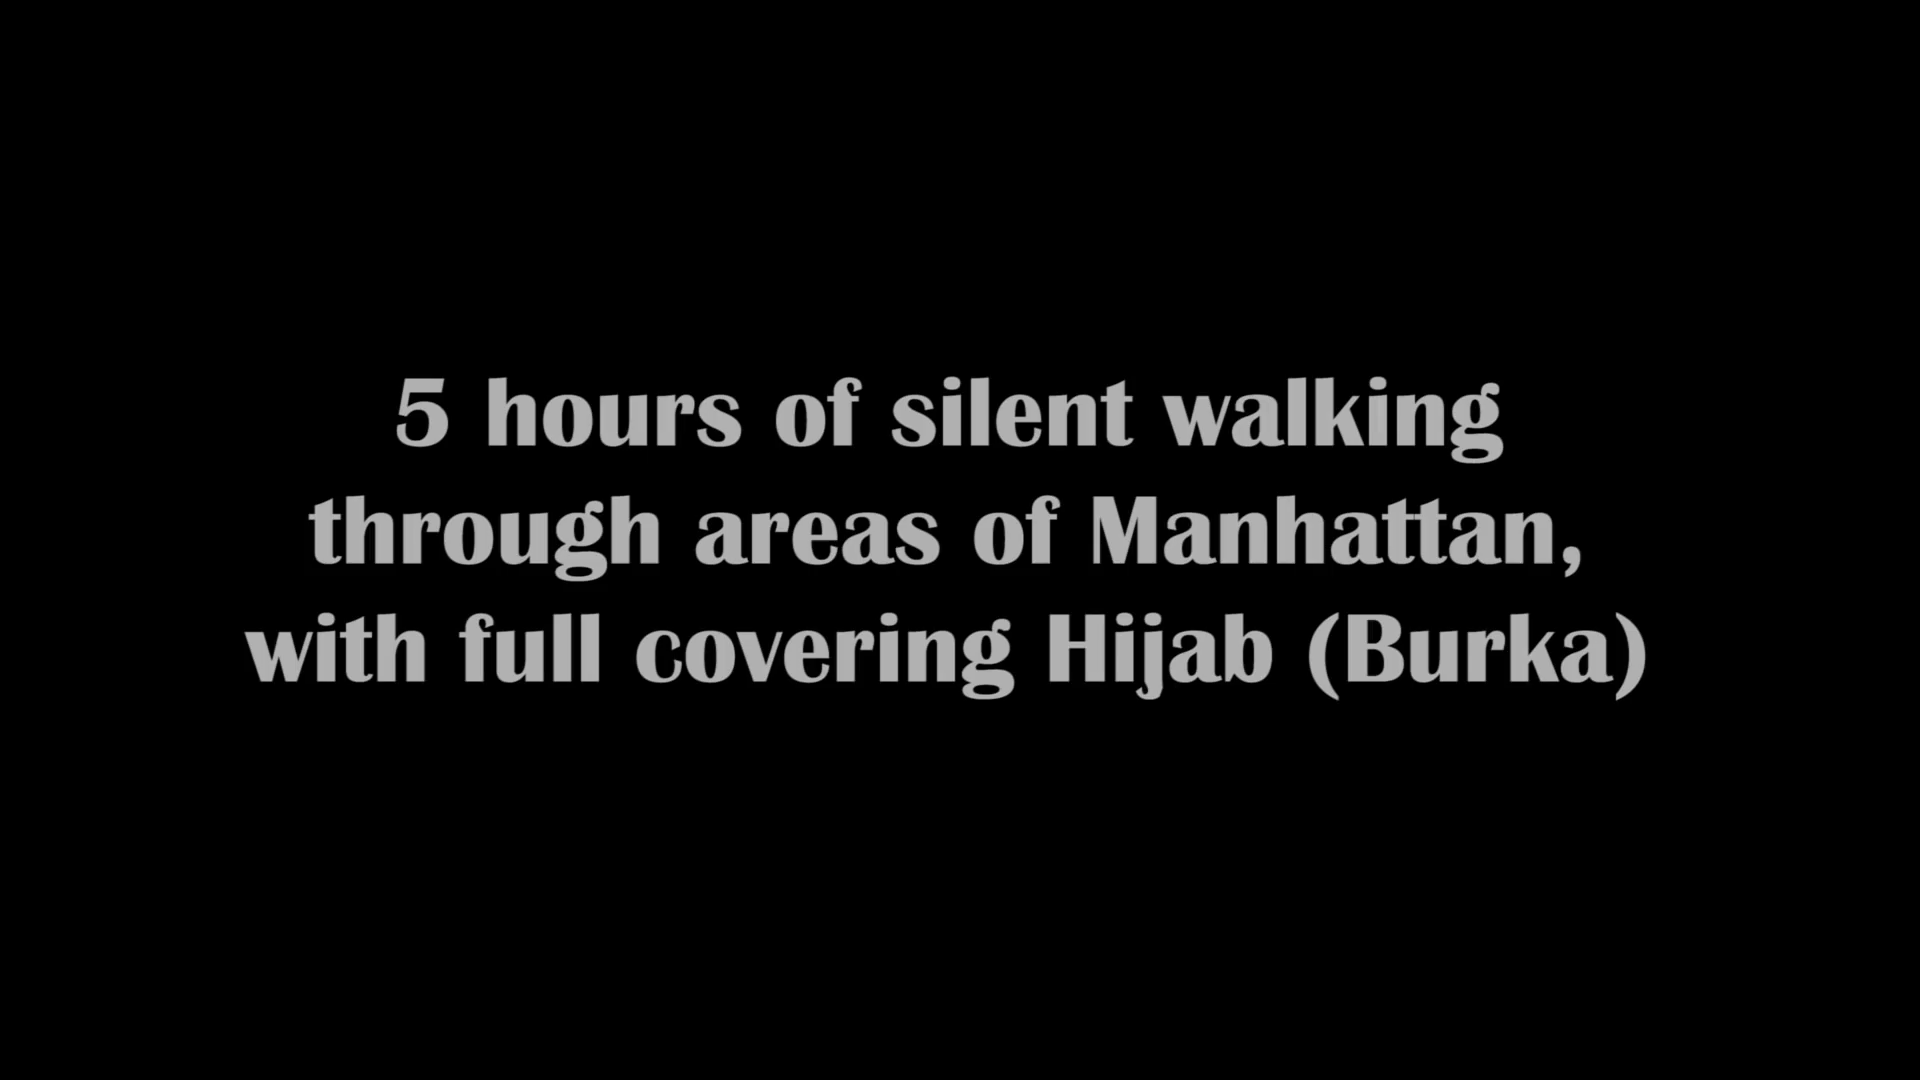 5 hours of silent walking
through areas of Manhattan,
with full covering Hijab (Burka)